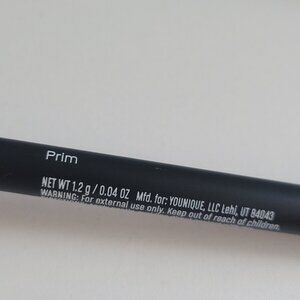 Prim
NET WT 1.2 g / 0.04 OZ Mfd. for: YOUNIQUE, LLC Lehi, UT 84043
WARNING: For external use only. Keep out of reach of children.